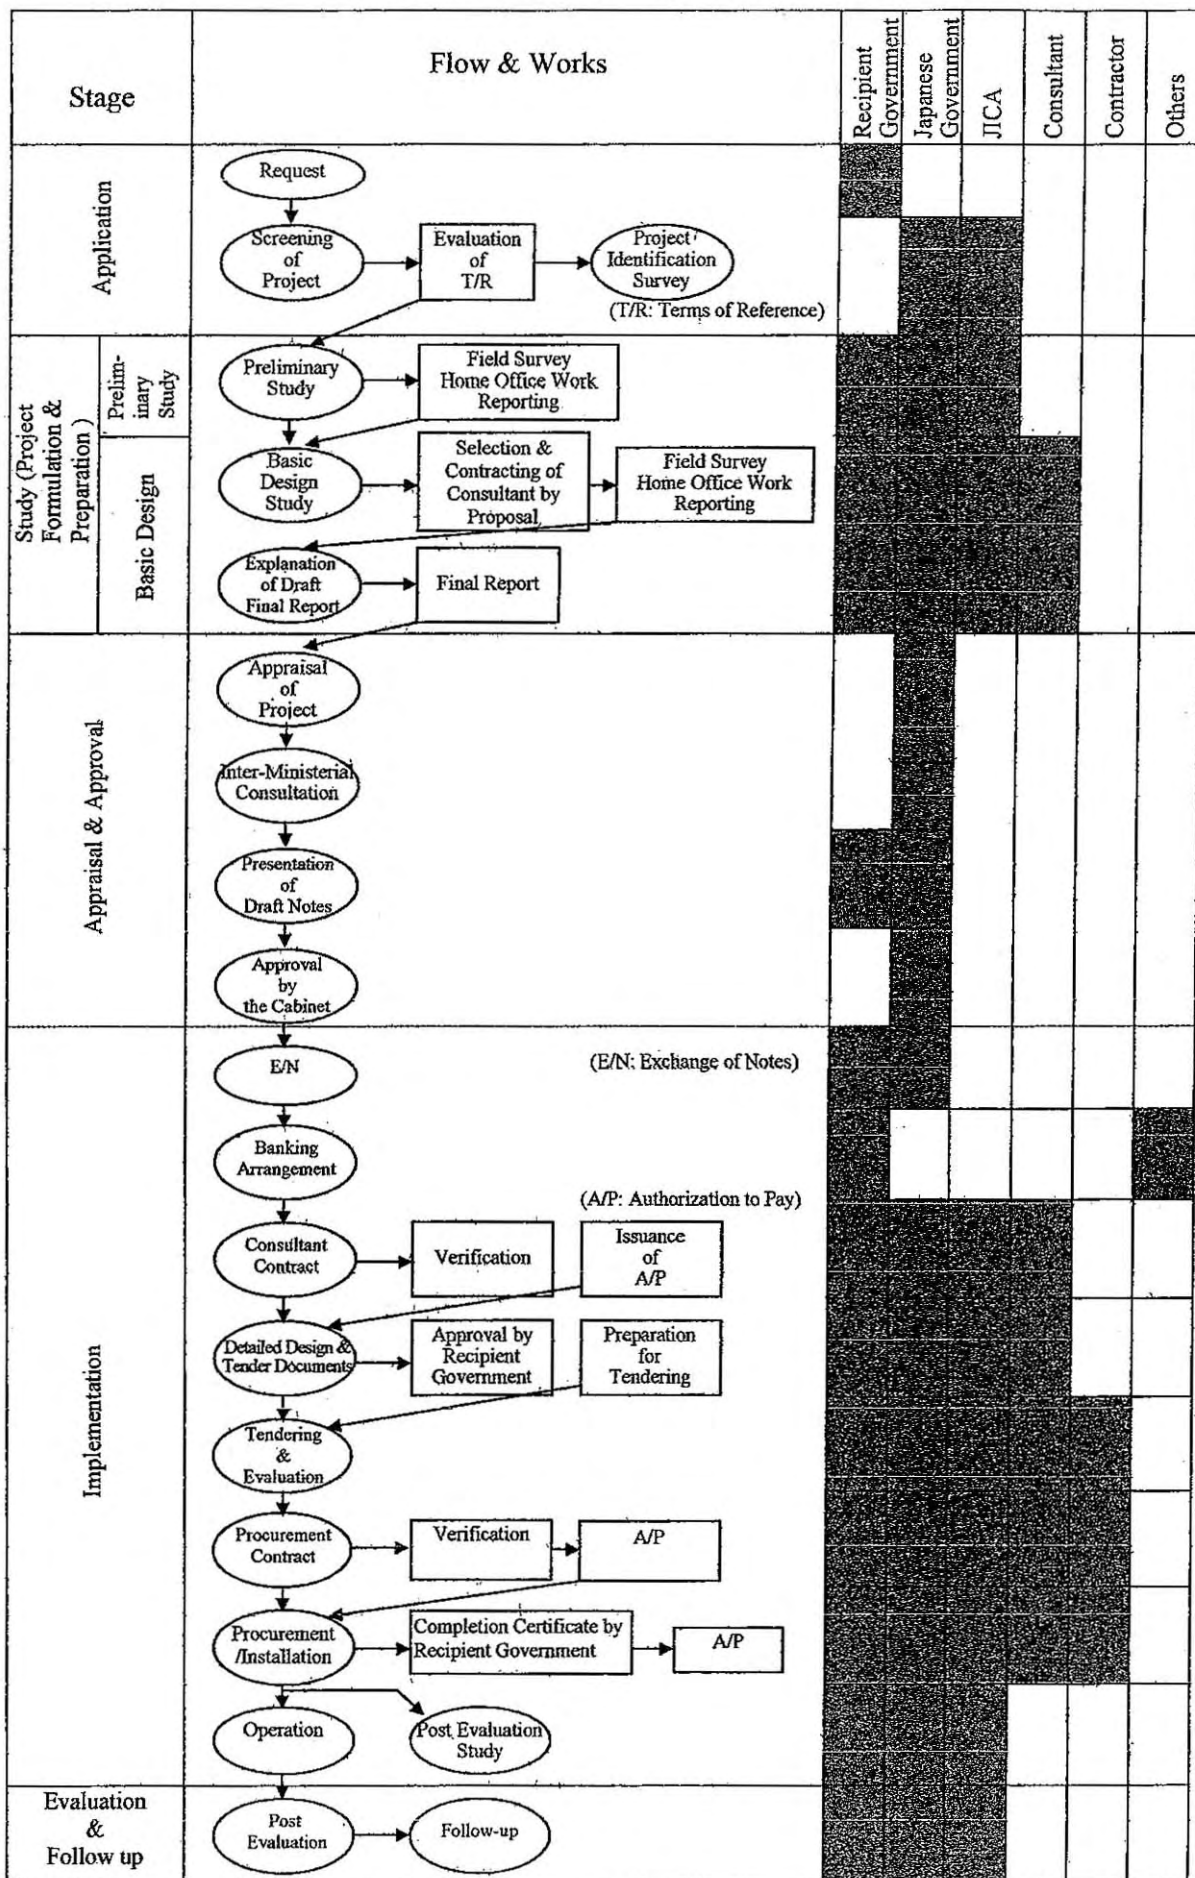 Stage
Flow & Works
Recipient
Government
Japanese
Government
JICA
Consultant
Contractor
Others
Application
Request
Screening
of
Project
Evaluation
of
T/R
Project
Identification
Survey
(T/R: Terms of Reference)
Study (Project
Formulation &
Preparation)
Prelim-
inary
Study
Preliminary
Study
Field Survey
Home Office Work
Reporting
Basic Design
Basic
Design
Study
Selection &
Contracting of
Consultant by
Proposal
Field Survey
Home Office Work
Reporting
Explanation
of Draft
Final Report
Final Report
Appraisal & Approval
Appraisal
of
Project
Inter-Ministerial
Consultation
Presentation
of
Draft Notes
Approval
by
the Cabinet
Implementation
E/N
(E/N: Exchange of Notes)
Banking
Arrangement
(A/P: Authorization to Pay)
Consultant
Contract
Verification
Issuance
of
A/P
Detailed Design &
Tender Documents
Approval by
Recipient
Government
Preparation
for
Tendering
Tendering
&
Evaluation
Procurement
Contract
Verification
A/P
Procurement
/Installation
Completion Certificate by
Recipient Government
A/P
Operation
Post Evaluation
Study
Evaluation
&
Follow up
Post
Evaluation
Follow-up